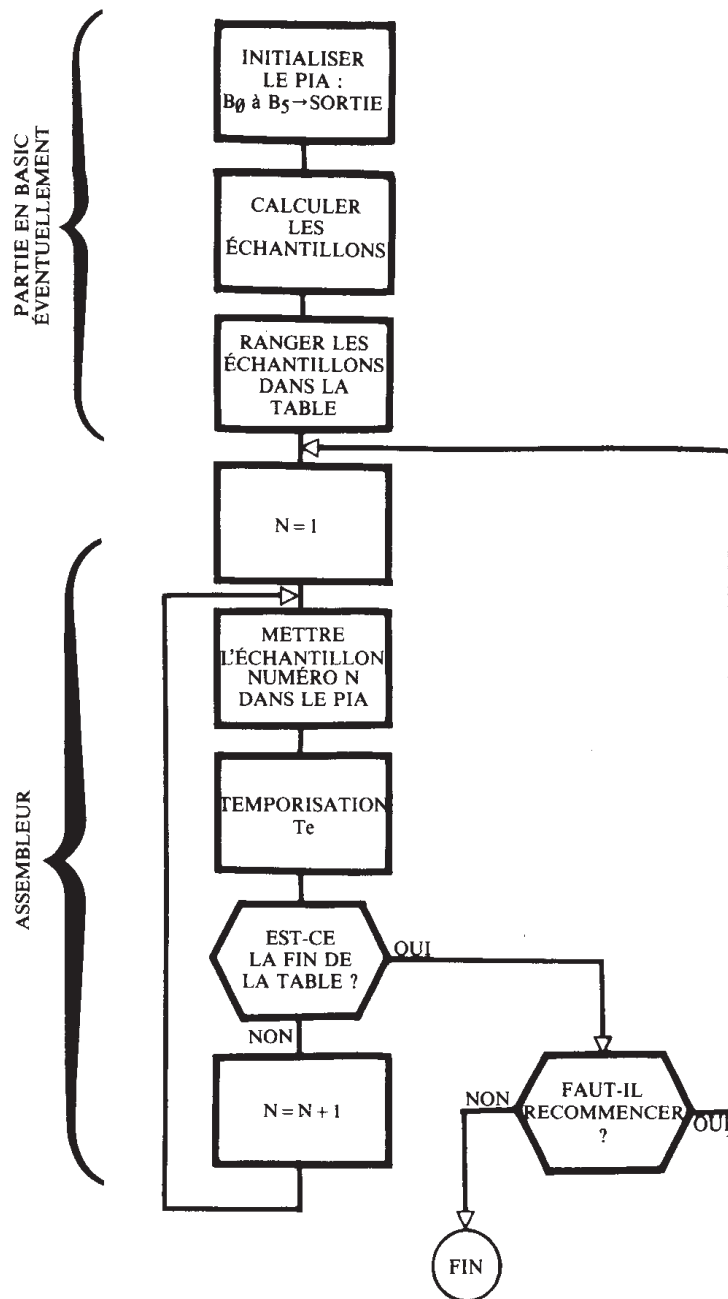 INITIALISER
LE PIA :
B0 à B5→SORTIE
CALCULER
LES
ÉCHANTILLONS
RANGER LES
ÉCHANTILLONS
DANS LA
TABLE
PARTIE EN BASIC
ÉVENTUELLEMENT
N = 1
METTRE
L'ÉCHANTILLON
NUMÉRO N
DANS LE PIA
TEMPORISATION
Te
EST-CE
LA FIN DE
LA TABLE ?
OUI
NON
N = N + 1
ASSEMBLEUR
FAUT-IL
RECOMMENCER
?
NON
OUI
FIN